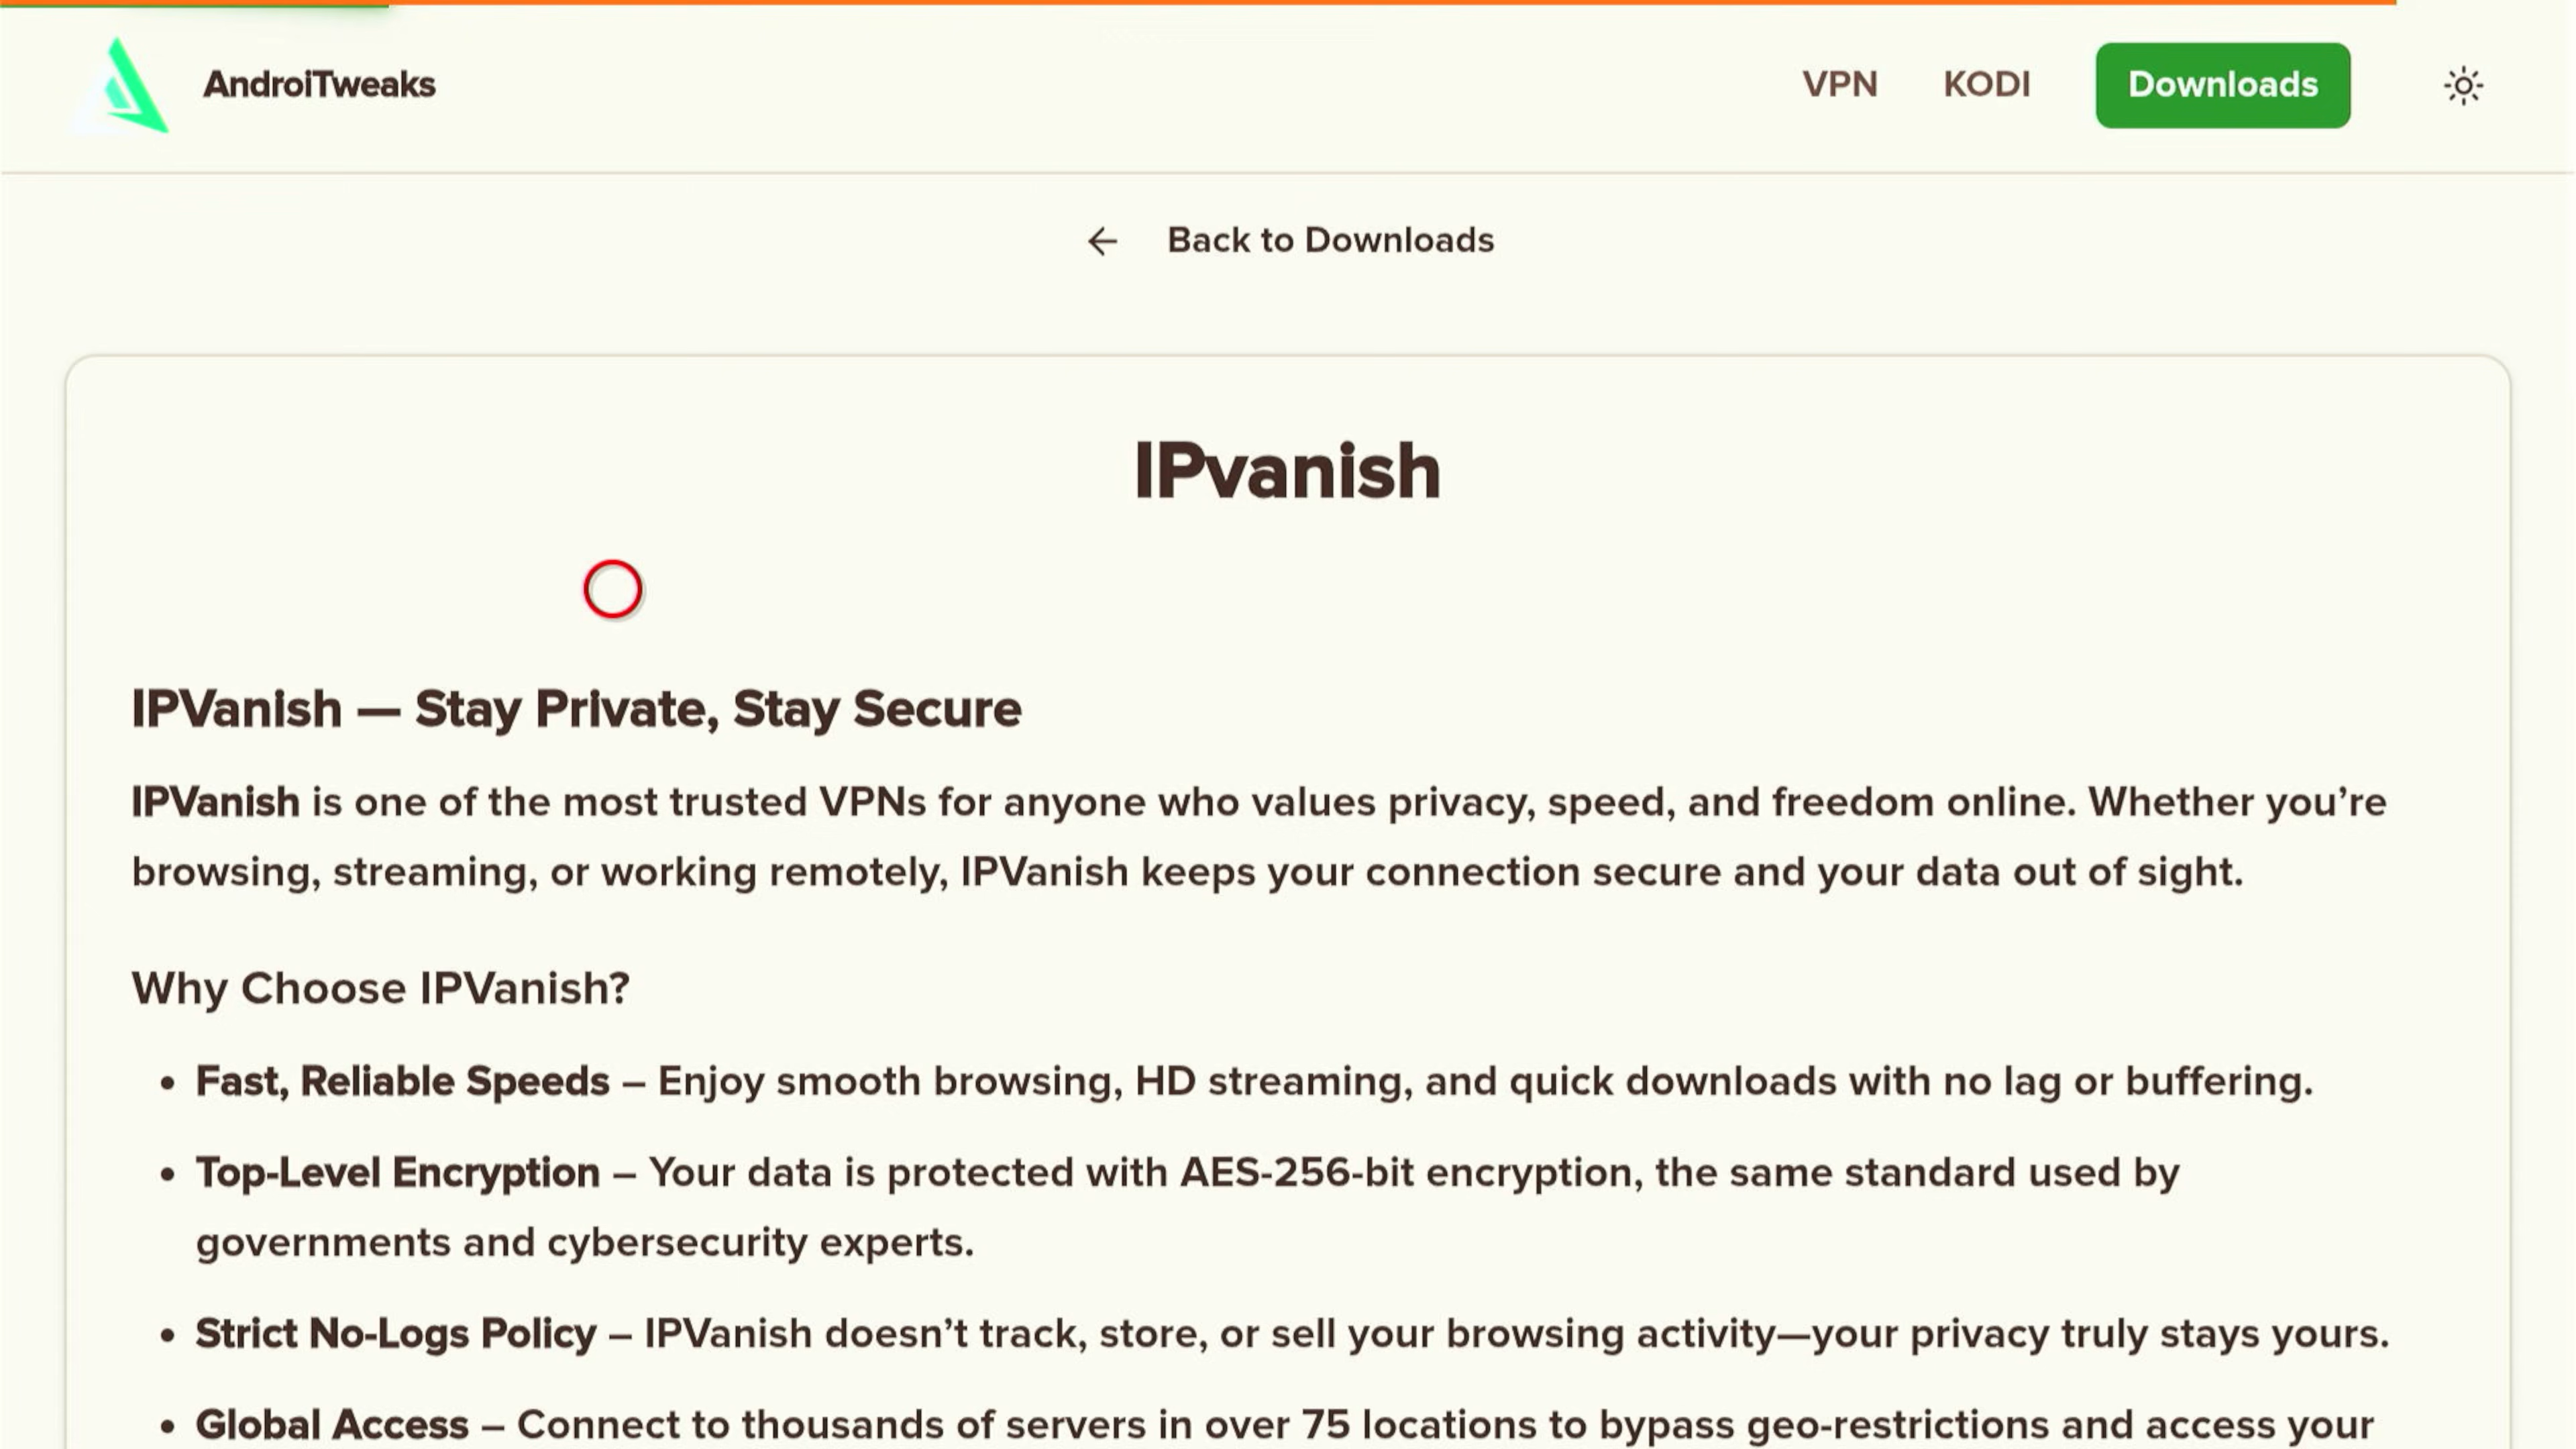 AndroiTweaks
VPN
KODI
Downloads
← Back to Downloads
IPvanish
IPVanish — Stay Private, Stay Secure
IPVanish is one of the most trusted VPNs for anyone who values privacy, speed, and freedom online. Whether you’re
browsing, streaming, or working remotely, IPVanish keeps your connection secure and your data out of sight.
Why Choose IPVanish?
• Fast, Reliable Speeds – Enjoy smooth browsing, HD streaming, and quick downloads with no lag or buffering.
• Top-Level Encryption – Your data is protected with AES-256-bit encryption, the same standard used by
governments and cybersecurity experts.
• Strict No-Logs Policy – IPVanish doesn’t track, store, or sell your browsing activity—your privacy truly stays yours.
• Global Access – Connect to thousands of servers in over 75 locations to bypass geo-restrictions and access your